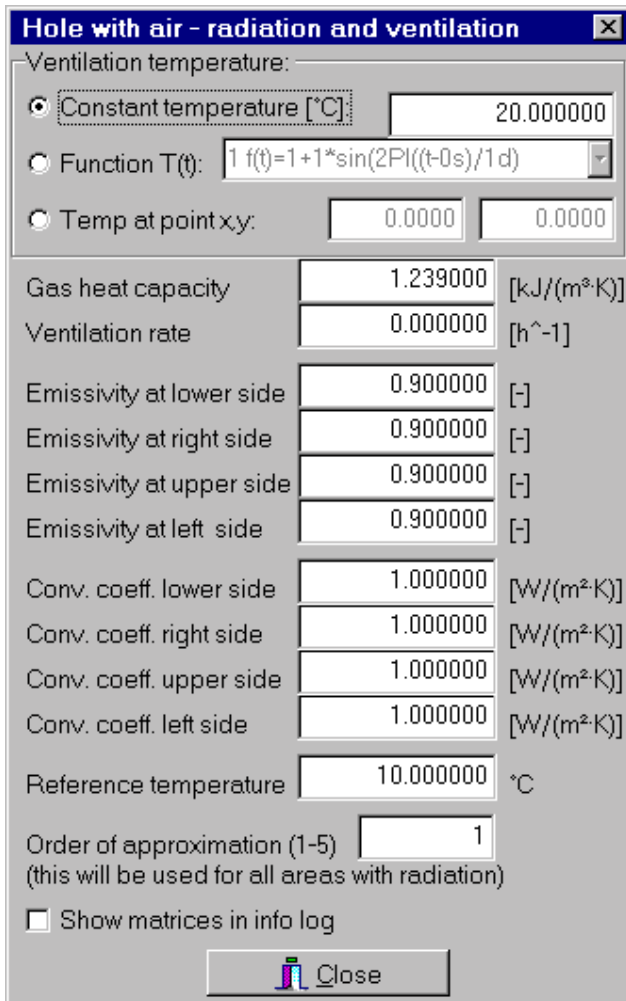 Hole with air - radiation and ventilation
Ventilation temperature:
Constant temperature [°C]: 20.000000
Function T(t): 1 f(t)=1+1*sin(2PI((t-0s)/1d)
Temp at point x,y: 0.0000 0.0000
Gas heat capacity 1.239000 [kJ/(m³·K)]
Ventilation rate 0.000000 [h^-1]
Emissivity at lower side 0.900000 [-]
Emissivity at right side 0.900000 [-]
Emissivity at upper side 0.900000 [-]
Emissivity at left side 0.900000 [-]
Conv. coeff. lower side 1.000000 [W/(m²·K)]
Conv. coeff. right side 1.000000 [W/(m²·K)]
Conv. coeff. upper side 1.000000 [W/(m²·K)]
Conv. coeff. left side 1.000000 [W/(m²·K)]
Reference temperature 10.000000 °C
Order of approximation (1-5) 1
(this will be used for all areas with radiation)
Show matrices in info log
Close